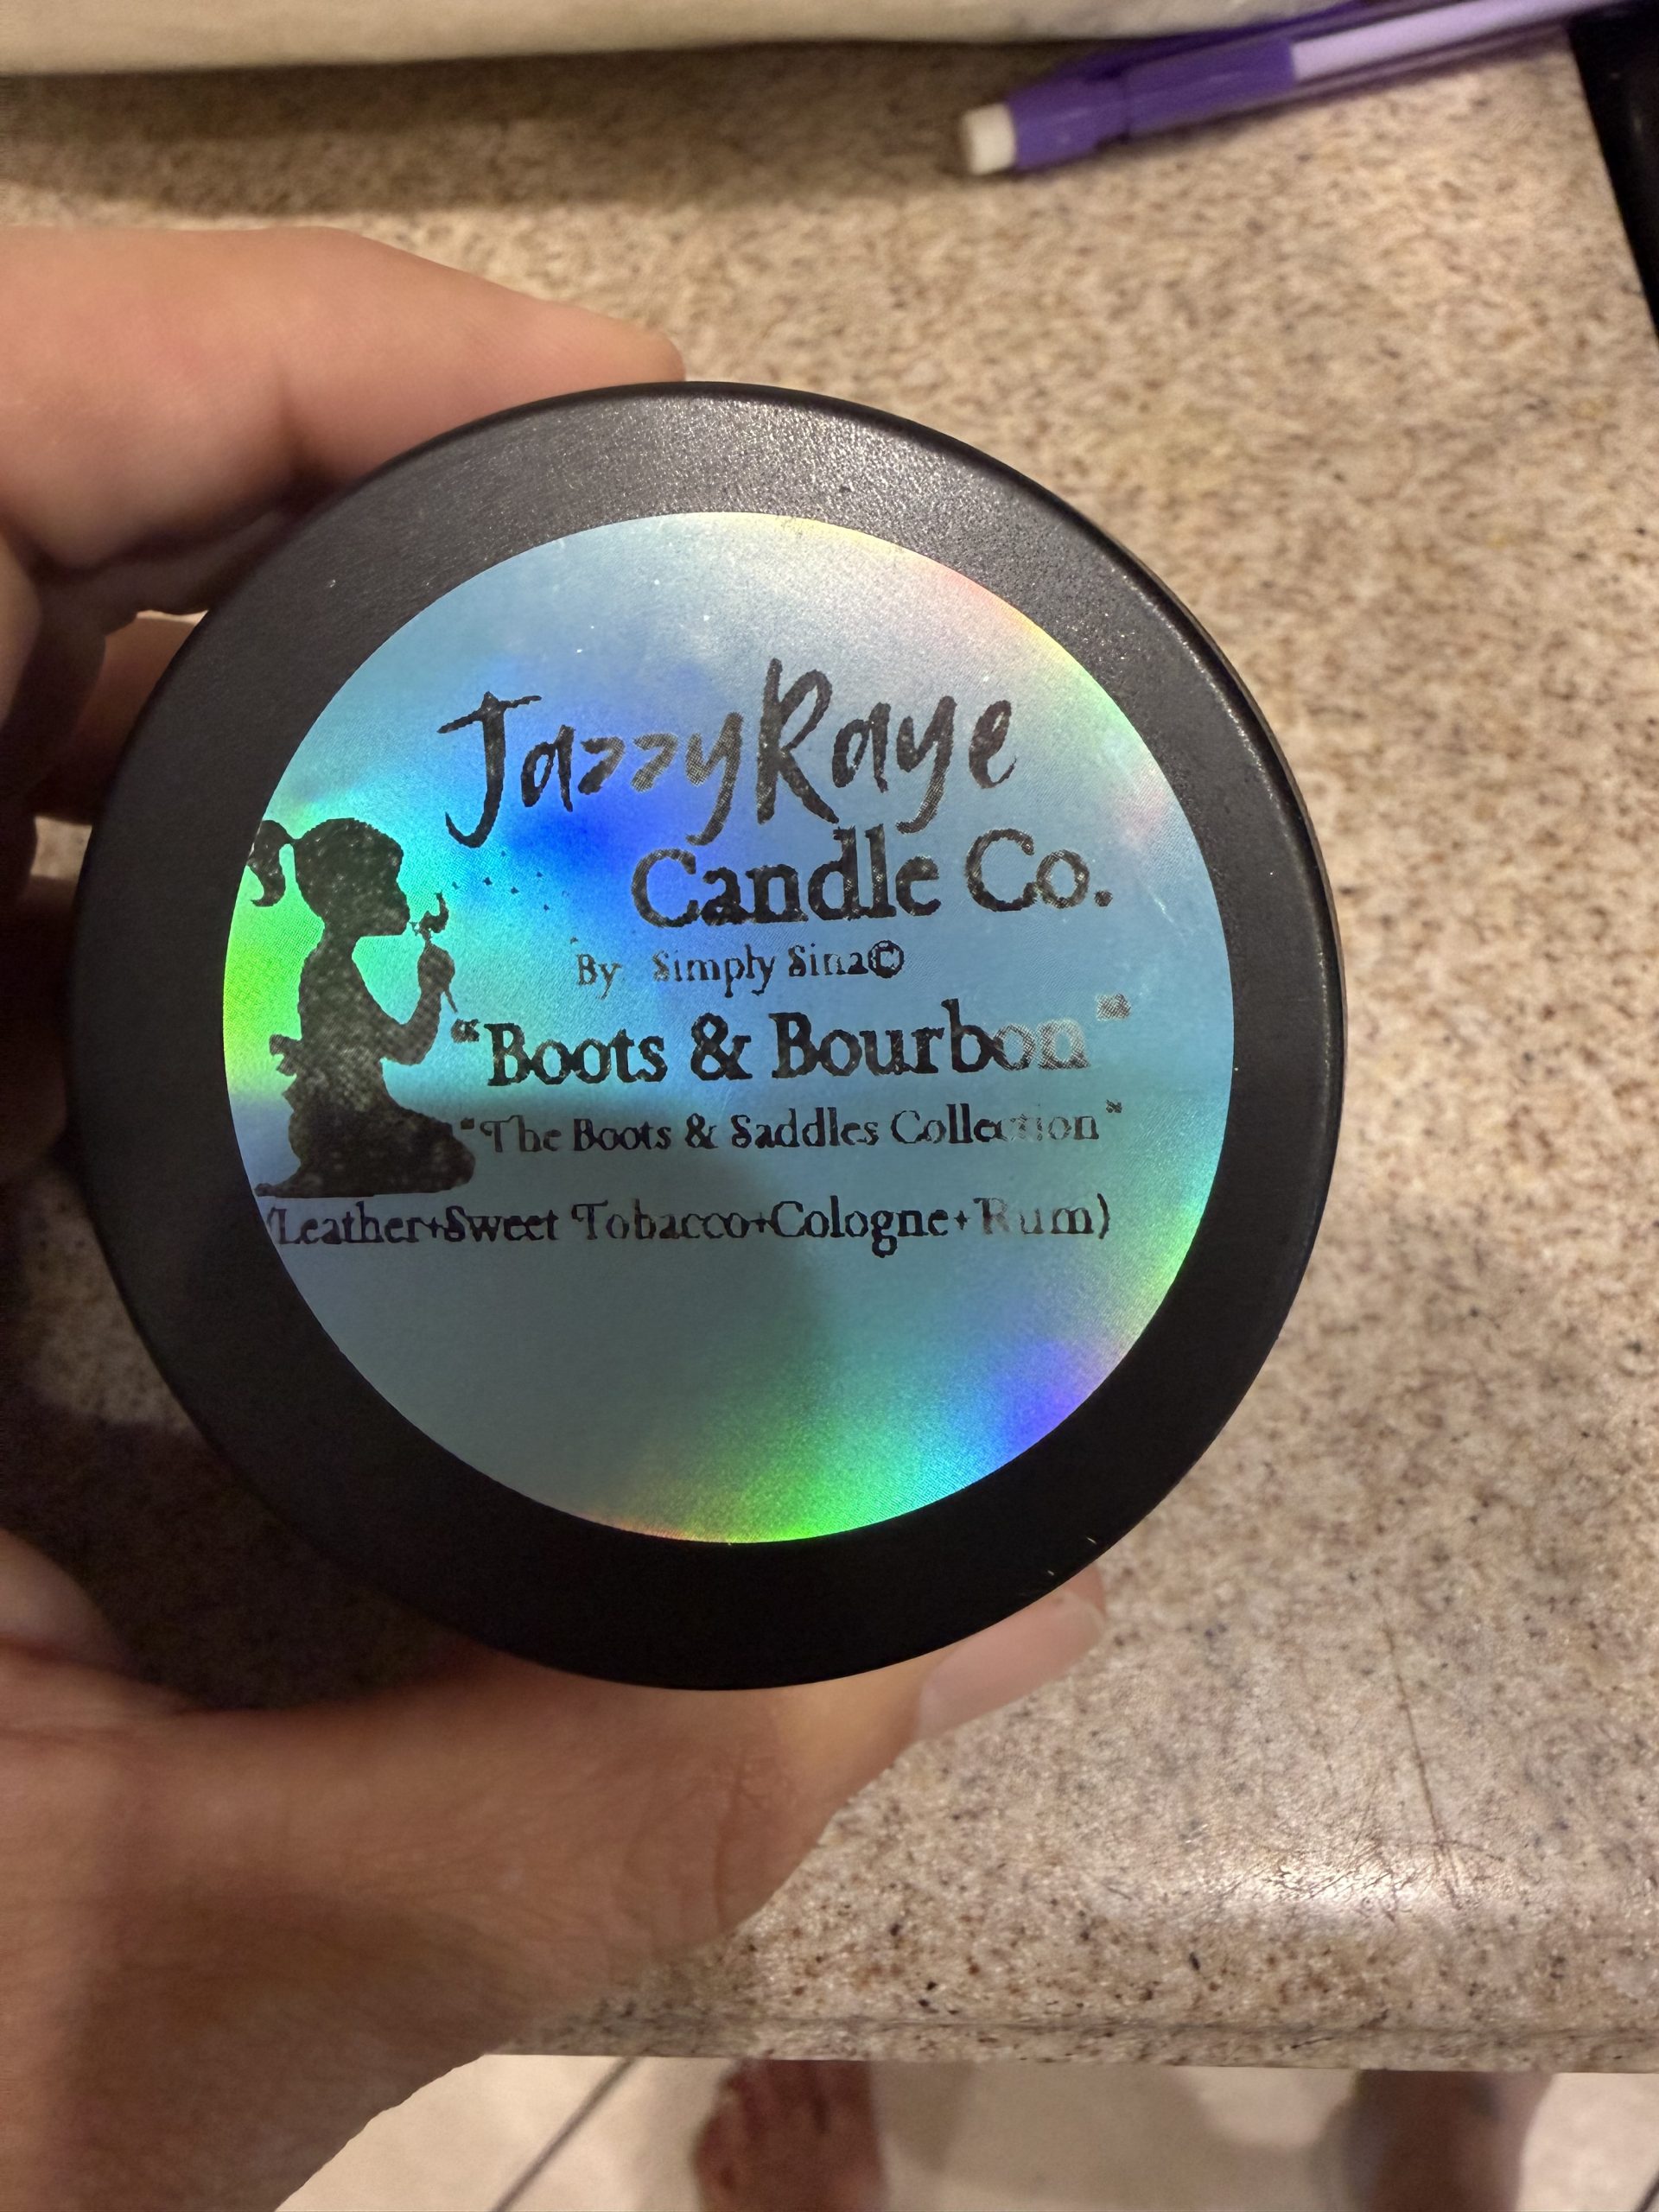 JazzyRaye
Candle Co.
By Simply Sina©
"Boots & Bourbon"
"The Boots & Saddles Collection"
(Leather+Sweet Tobacco+Cologne+Rum)